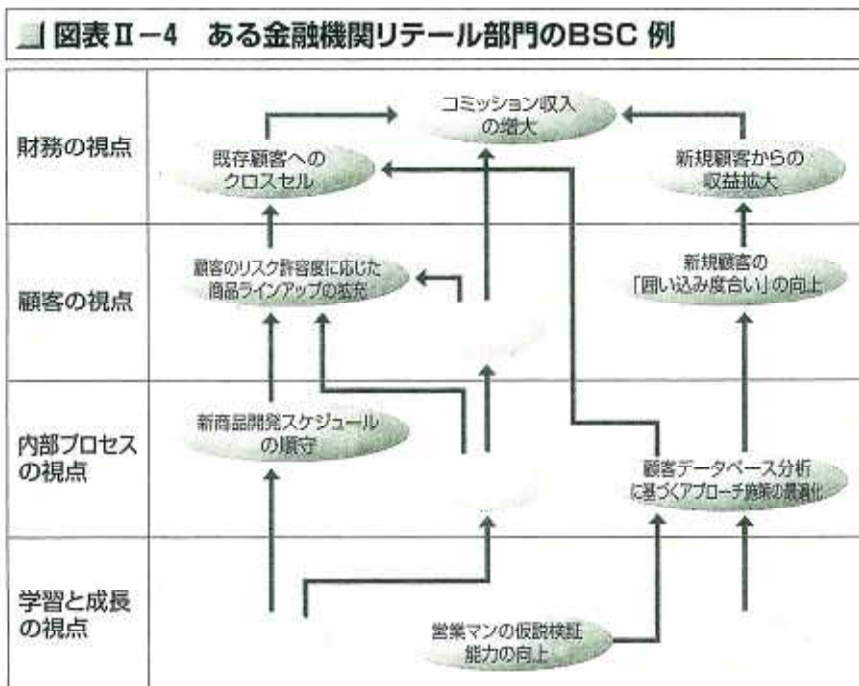 図表Ⅱ-4 ある金融機関リテール部門のBSC 例
財務の視点
コミッション収入
の増大
既存顧客への
クロスセル
新規顧客からの
収益拡大
顧客の視点
顧客のリスク許容度に応じた
商品ラインアップの拡充
新規顧客の
「囲い込み度合い」の向上
内部プロセス
の視点
新商品開発スケジュール
の順守
顧客データベース分析
に基づくアプローチ施策の最適化
学習と成長
の視点
営業マンの仮説検証
能力の向上